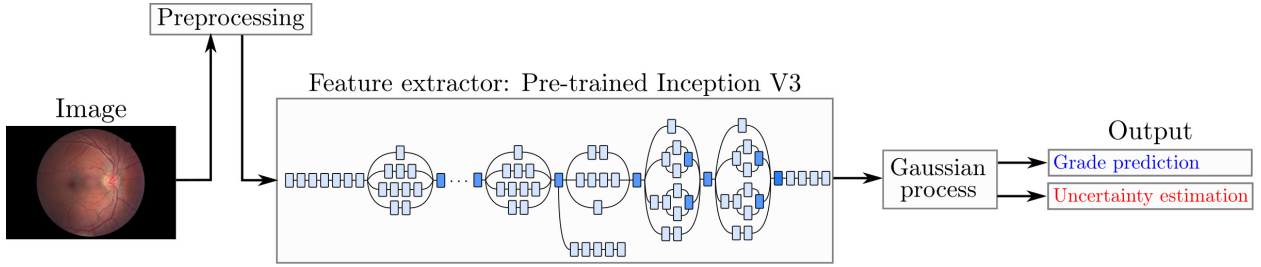 Preprocessing
Feature extractor: Pre-trained Inception V3
Image
Output
Gaussian
process
Grade prediction
Uncertainty estimation